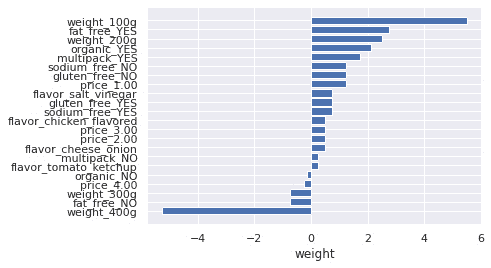 weight_100g
fat_free_YES
weight_200g
organic_YES
multipack_YES
sodium_free_NO
gluten_free_NO
price_1.00
flavor_salt_vinegar
gluten_free_YES
sodium_free_YES
flavor_chicken_flavored
price_3.00
price_2.00
flavor_cheese_onion
multipack_NO
flavor_tomato_ketchup
organic_NO
price_4.00
weight_300g
fat_free_NO
weight_400g
−4 −2 0 2 4 6
weight